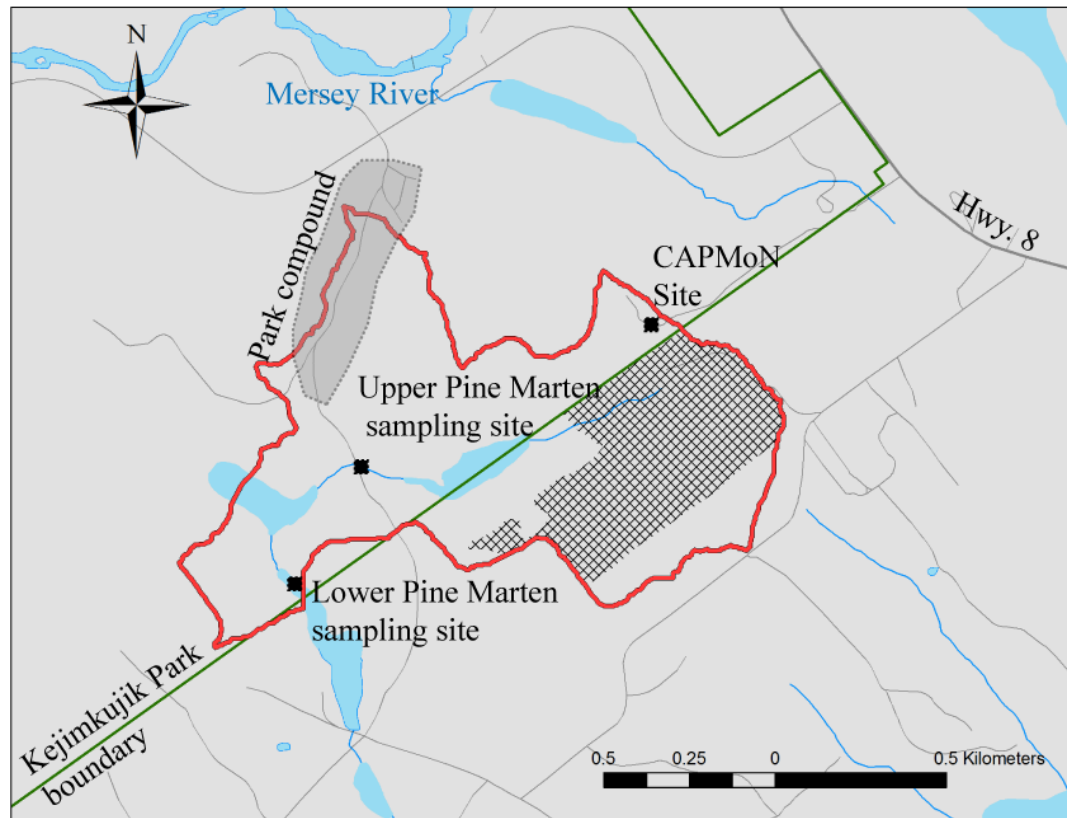 N
Mersey River
Park compound
Hwy. 8
CAPMoN
Site
Upper Pine Marten
sampling site
Lower Pine Marten
sampling site
Kejimkujik Park
boundary
0.5 0.25 0 0.5 Kilometers